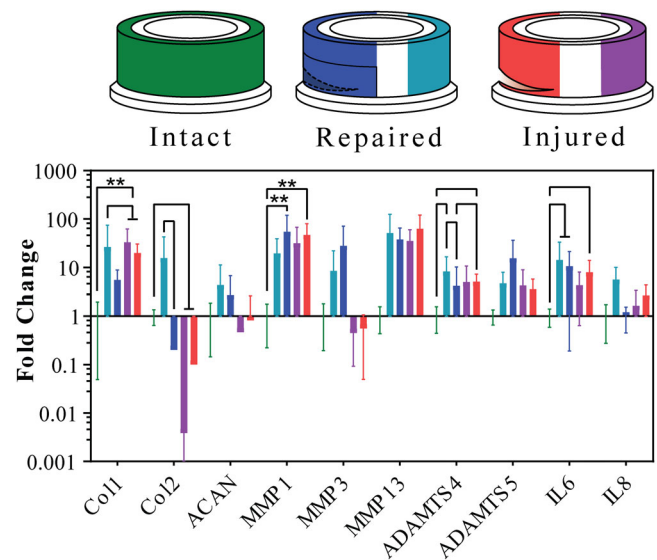 Intact
Repaired
Injured
1000
100
10
1
0.1
0.01
0.001
Fold Change
**
**
**
Col1
Col2
ACAN
MMP1
MMP3
MMP13
ADAMTS4
ADAMTS5
IL6
IL8